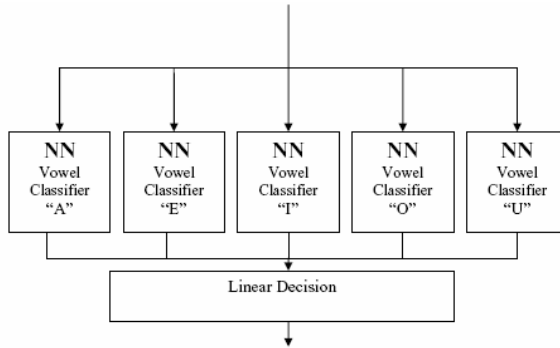 NN
Vowel
Classifier
“A”
NN
Vowel
Classifier
“E”
NN
Vowel
Classifier
“I”
NN
Vowel
Classifier
“O”
NN
Vowel
Classifier
“U”
Linear Decision